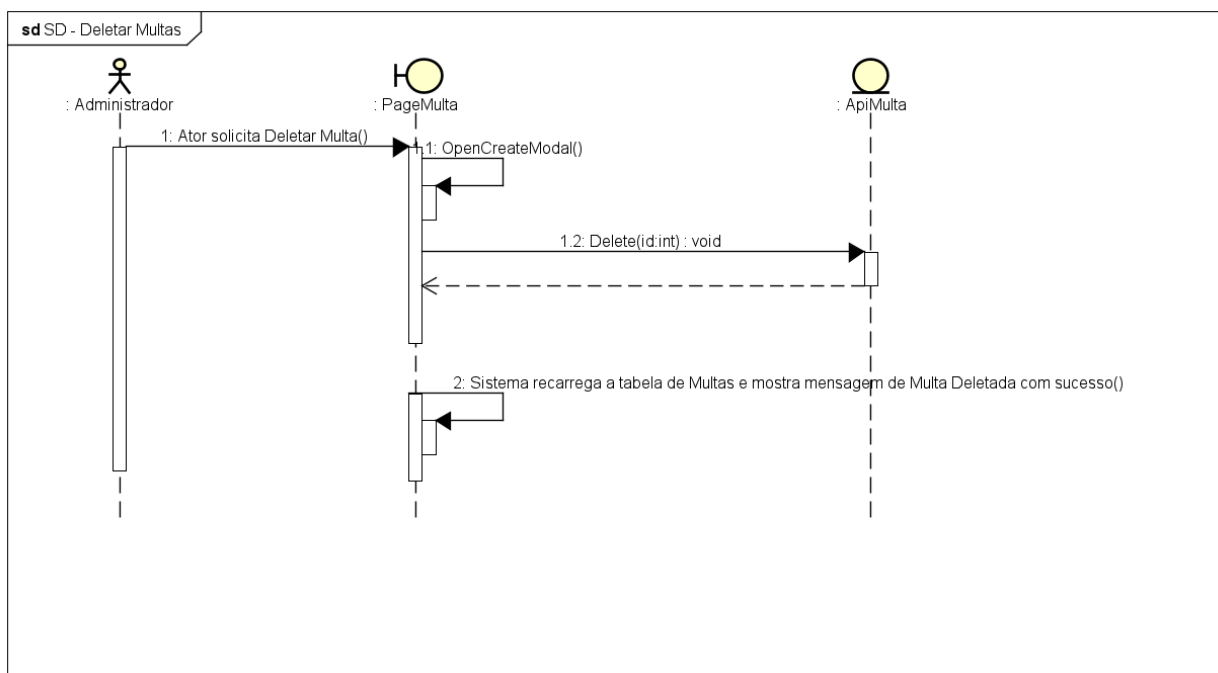 sd SD - Deletar Multas
: Administrador
: PageMulta
: ApiMulta
1: Ator solicita Deletar Multa()
1.1: OpenCreateModal()
1.2: Delete(id:int) : void
2: Sistema recarrega a tabela de Multas e mostra mensagem de Multa Deletada com sucesso()